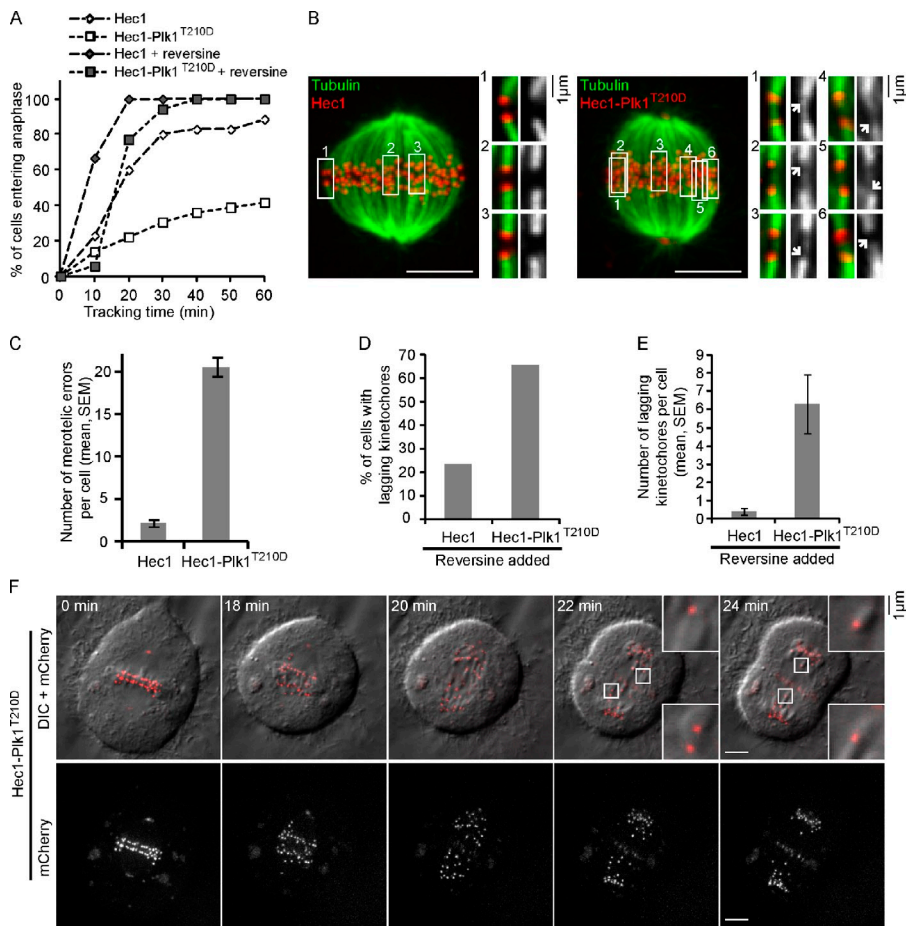 A
Hec1
Hec1-Plk1T210D
Hec1 + reversine
Hec1-Plk1 T210D + reversine
% of cells entering anaphase
100
80
60
40
20
0
0 10 20 30 40 50 60
Tracking time (min)
B
Tubulin
Hec1
1
2
3
1
2
3
1µm
Tubulin
Hec1-Plk1T210D
2
3
4
6
1
5
1
2
3
4
5
6
1µm
C
Number of merotelic errors
per cell (mean, SEM)
20
15
10
5
0
Hec1 Hec1-Plk1T210D
D
% of cells with
lagging kinetochores
70
60
50
40
30
20
10
0
Hec1 Hec1-Plk1T210D
Reversine added
E
Number of lagging
kinetochores per cell
(mean, SEM)
9
8
7
6
5
4
3
2
1
0
Hec1 Hec1-Plk1T210D
Reversine added
F
0 min 18 min 20 min 22 min 24 min
1µm
Hec1-Plk1T210D
DIC + mCherry
mCherry